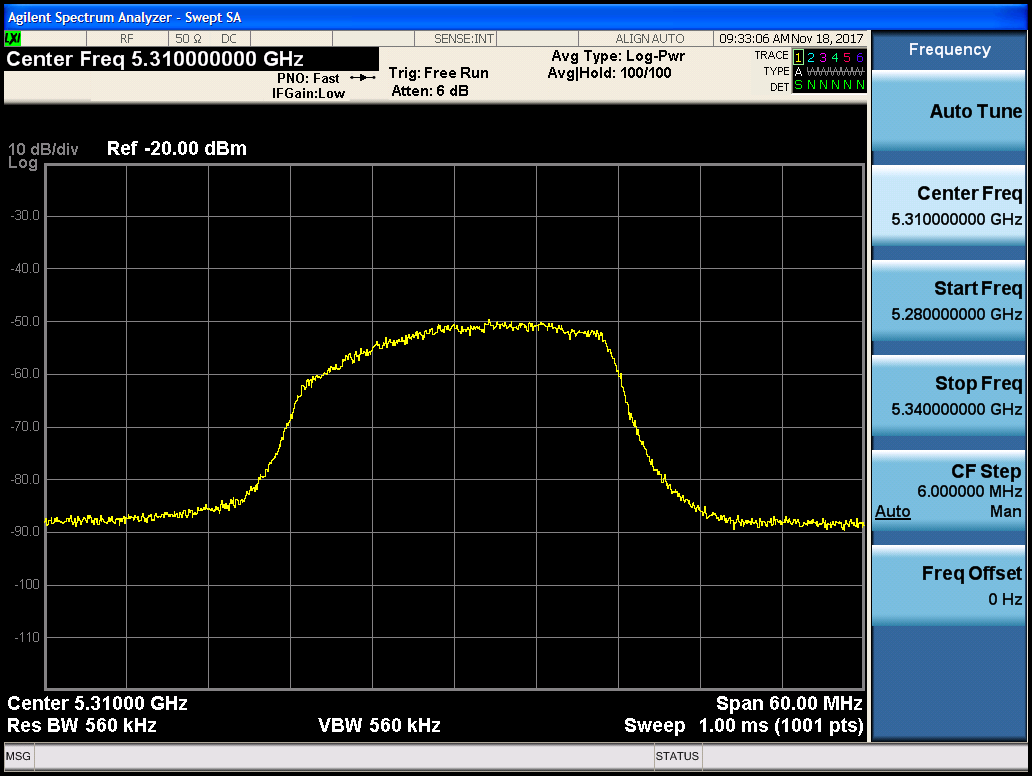 Agilent Spectrum Analyzer - Swept SA
LXI RF 50 Ω DC SENSE:INT ALIGN AUTO 09:33:06 AM Nov 18, 2017
Center Freq 5.310000000 GHz
PNO: Fast
IFGain:Low
Trig: Free Run
Atten: 6 dB
Avg Type: Log-Pwr
Avg|Hold: 100/100
TRACE 1 2 3 4 5 6
TYPE A WWWWW
DET S N N N N N
10 dB/div
Log
Ref -20.00 dBm
-30.0
-40.0
-50.0
-60.0
-70.0
-80.0
-90.0
-100
-110
Center 5.31000 GHz
Span 60.00 MHz
Res BW 560 kHz
VBW 560 kHz
Sweep 1.00 ms (1001 pts)
MSG
STATUS
Frequency
Auto Tune
Center Freq
5.310000000 GHz
Start Freq
5.280000000 GHz
Stop Freq
5.340000000 GHz
CF Step
6.000000 MHz
Auto Man
Freq Offset
0 Hz